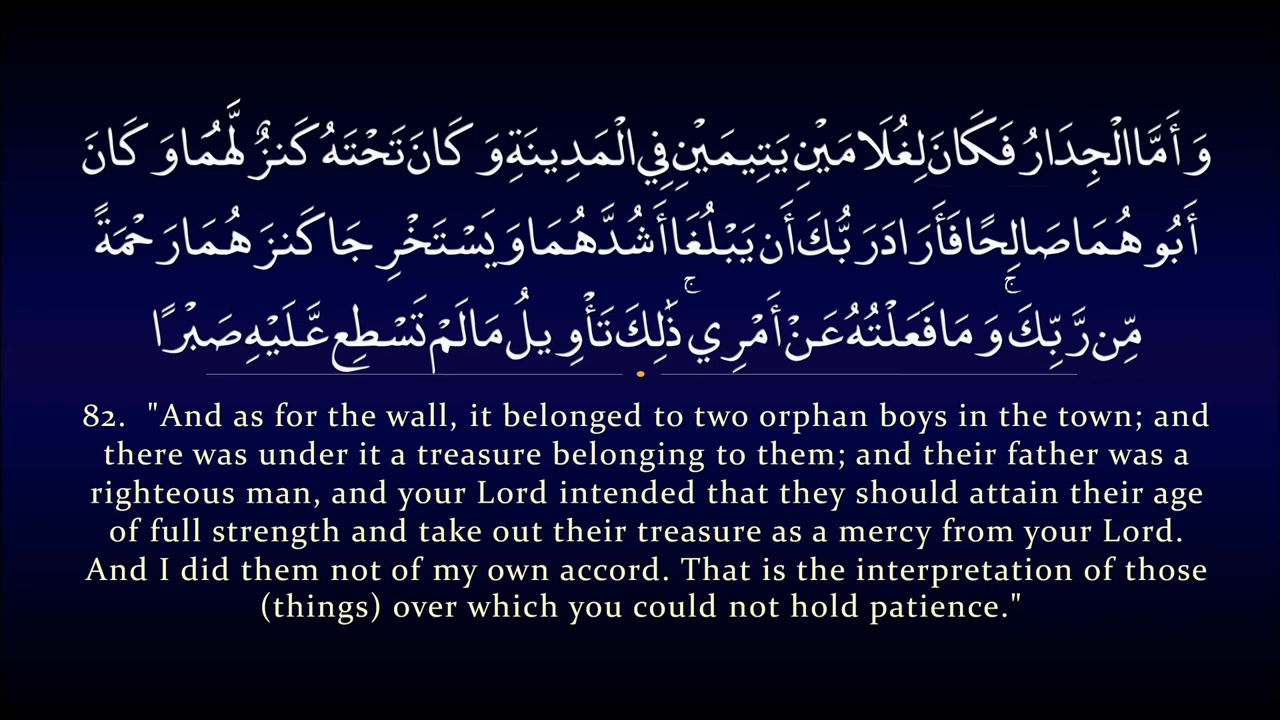 وَأَمَّا الْجِدَارُ فَكَانَ لِغُلَامَيْنِ يَتِيمَيْنِ فِي الْمَدِينَةِ وَكَانَ تَحْتَهُ كَنزٌ لَّهُمَا وَكَانَ
أَبُوهُمَا صَالِحًا فَأَرَادَ رَبُّكَ أَن يَبْلُغَا أَشُدَّهُمَا وَيَسْتَخْرِجَا كَنزَهُمَا رَحْمَةً
مِّن رَّبِّكَ ۚ وَمَا فَعَلْتُهُ عَنْ أَمْرِي ۚ ذَٰلِكَ تَأْوِيلُ مَا لَمْ تَسْطِع عَّلَيْهِ صَبْرًا
82. "And as for the wall, it belonged to two orphan boys in the town; and
there was under it a treasure belonging to them; and their father was a
righteous man, and your Lord intended that they should attain their age
of full strength and take out their treasure as a mercy from your Lord.
And I did them not of my own accord. That is the interpretation of those
(things) over which you could not hold patience."